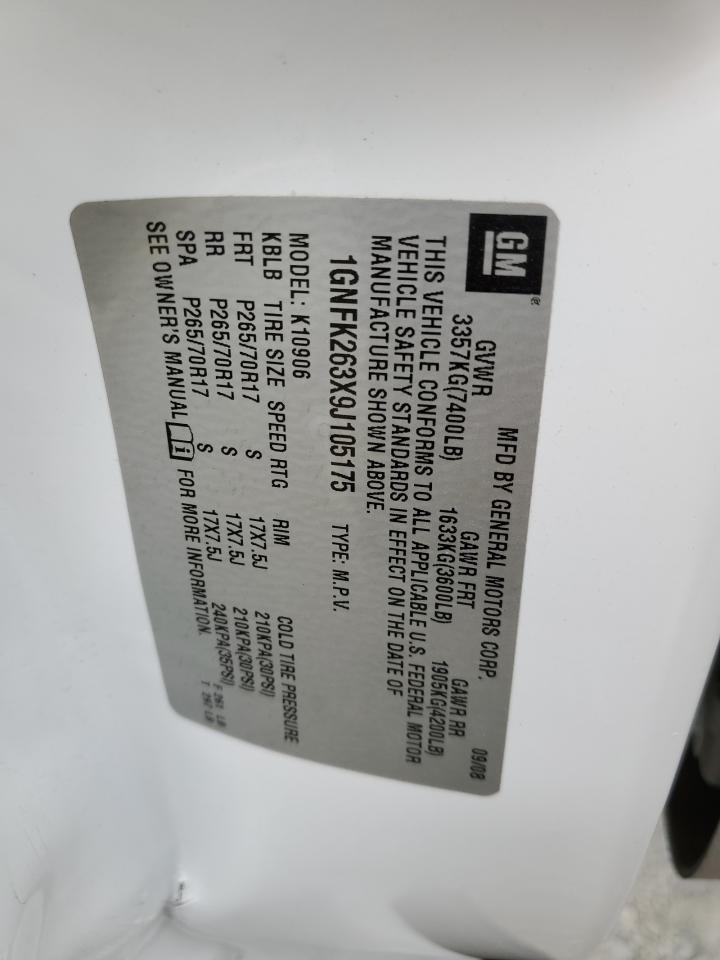 GM®
MFD BY GENERAL MOTORS CORP. 09/08
GVWR GAWR FRT GAWR RR
3357KG(7400LB) 1633KG(3600LB) 1905KG(4200LB)
THIS VEHICLE CONFORMS TO ALL APPLICABLE U.S. FEDERAL MOTOR
VEHICLE SAFETY STANDARDS IN EFFECT ON THE DATE OF
MANUFACTURE SHOWN ABOVE.
1GNFK263X9J105175 TYPE: M.P.V.
MODEL: K10906
KBLB TIRE SIZE SPEED RTG RIM COLD TIRE PRESSURE
FRT P265/70R17 S 17X7.5J 210KPA(30PSI)
RR P265/70R17 S 17X7.5J 210KPA(30PSI)
SPA P265/70R17 S 17X7.5J 240KPA(35PSI)
SEE OWNER'S MANUAL FOR MORE INFORMATION.
F 261 LB
T 292 LB